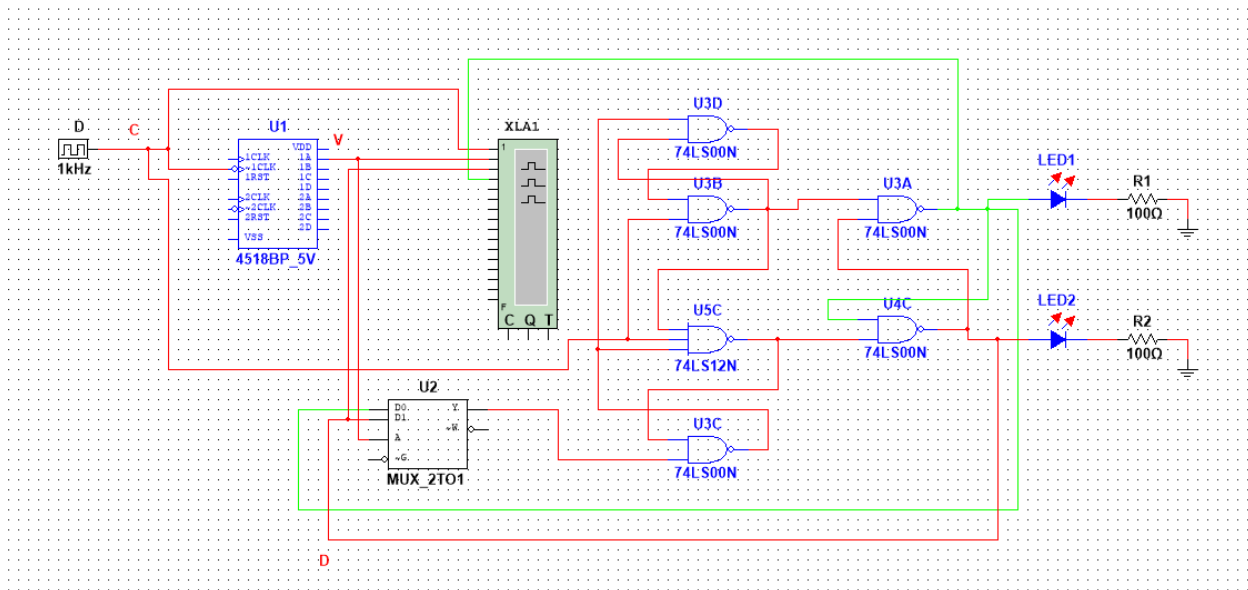 D
1kHz
C
U1
V
1CLK
~1CLK
1RST
2CLK
~2CLK
2RST
VSS
VDD
1A
1B
1C
1D
2A
2B
2C
2D
4518BP_5V
XLA1
1
F
C Q T
U3D
74LS00N
U3B
74LS00N
U3A
74LS00N
U5C
74LS12N
U4C
74LS00N
U3C
74LS00N
LED1
R1
100Ω
LED2
R2
100Ω
U2
D0
D1
A
~G
Y
~W
MUX_2TO1
D